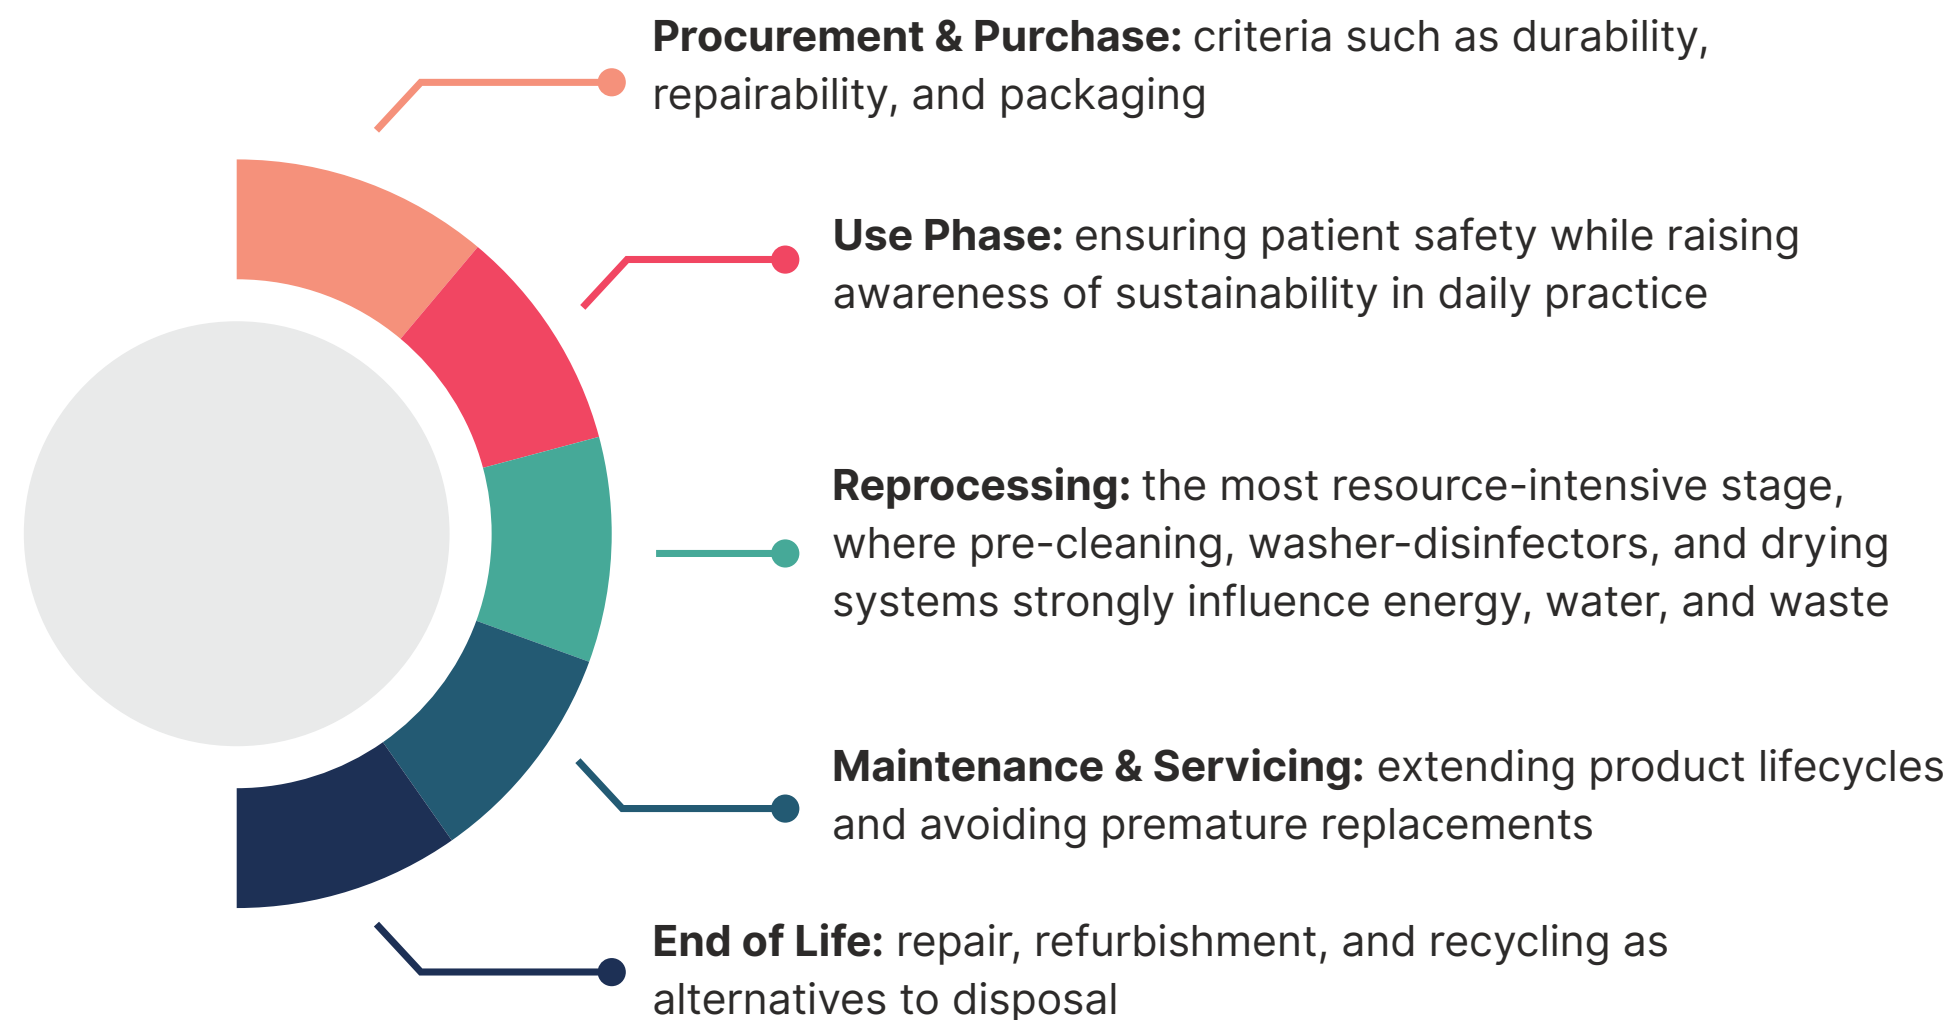 Procurement & Purchase: criteria such as durability,
repairability, and packaging
Use Phase: ensuring patient safety while raising
awareness of sustainability in daily practice
Reprocessing: the most resource-intensive stage,
where pre-cleaning, washer-disinfectors, and drying
systems strongly influence energy, water, and waste
Maintenance & Servicing: extending product lifecycles
and avoiding premature replacements
End of Life: repair, refurbishment, and recycling as
alternatives to disposal